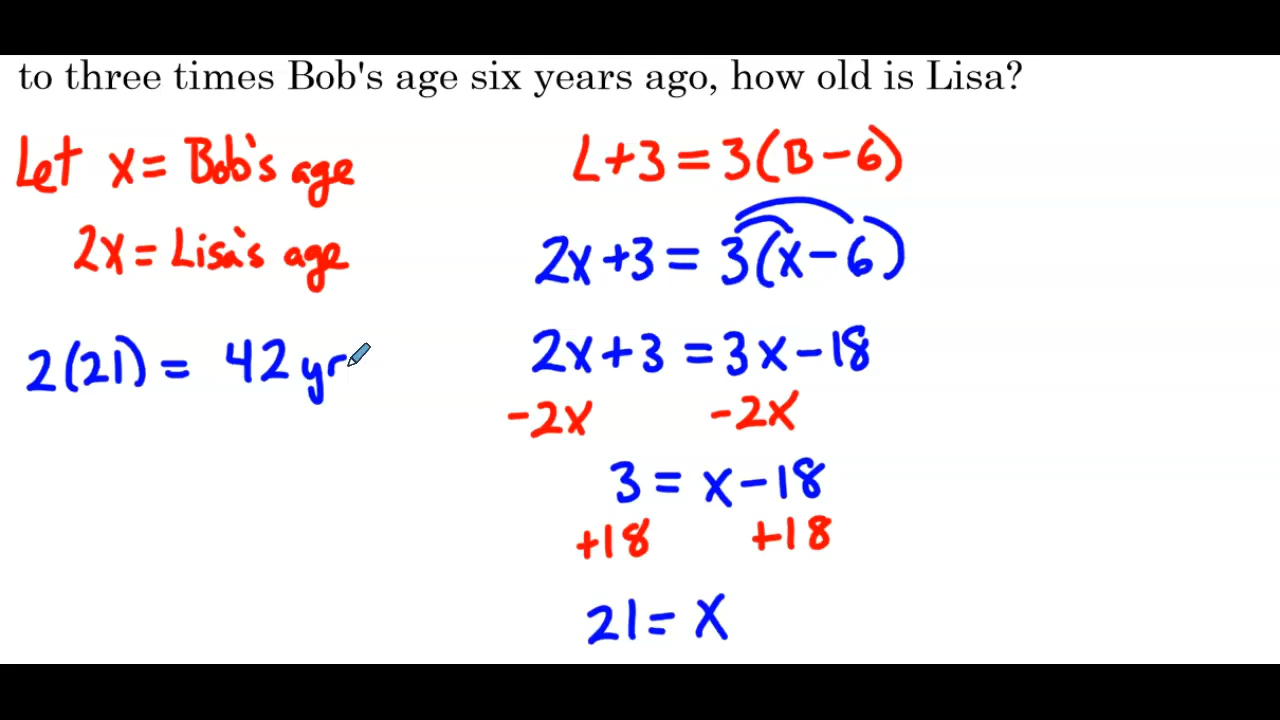 to three times Bob's age six years ago, how old is Lisa?
Let x = Bob's age
2x = Lisa's age
2(21) = 42 yr
L+3 = 3(B-6)
2x+3 = 3(x-6)
2x+3 = 3x-18
-2x -2x
3 = x-18
+18 +18
21 = x